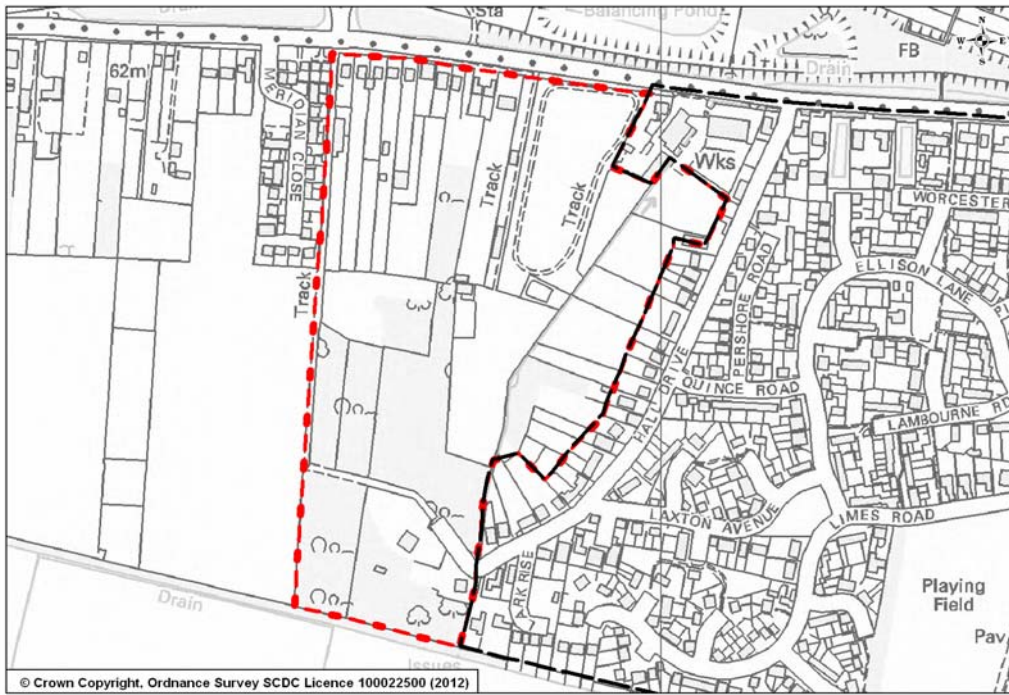 Drain
Sta
Balancing Pond
N
W E
S
FB
Drain
62m
MERIDIAN CLOSE
Wks
Track
Track
WORCESTER
ELLISON LANE
PERSHORE ROAD
Track
HALL DRIVE
QUINCE ROAD
LAMBOURNE RD
LAXTON AVENUE
LIMES ROAD
Drain
Playing
Field
Pav
Issues
© Crown Copyright, Ordnance Survey SCDC Licence 100022500 (2012)